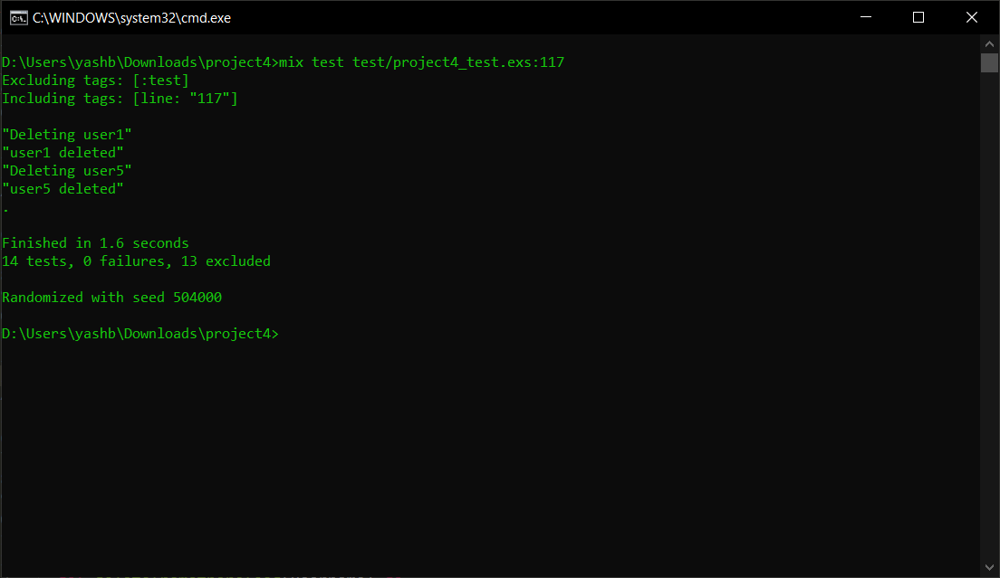 C:\WINDOWS\system32\cmd.exe
D:\Users\yashb\Downloads\project4>mix test test/project4_test.exs:117
Excluding tags: [:test]
Including tags: [line: "117"]
"Deleting user1"
"user1 deleted"
"Deleting user5"
"user5 deleted"
.
Finished in 1.6 seconds
14 tests, 0 failures, 13 excluded
Randomized with seed 504000
D:\Users\yashb\Downloads\project4>